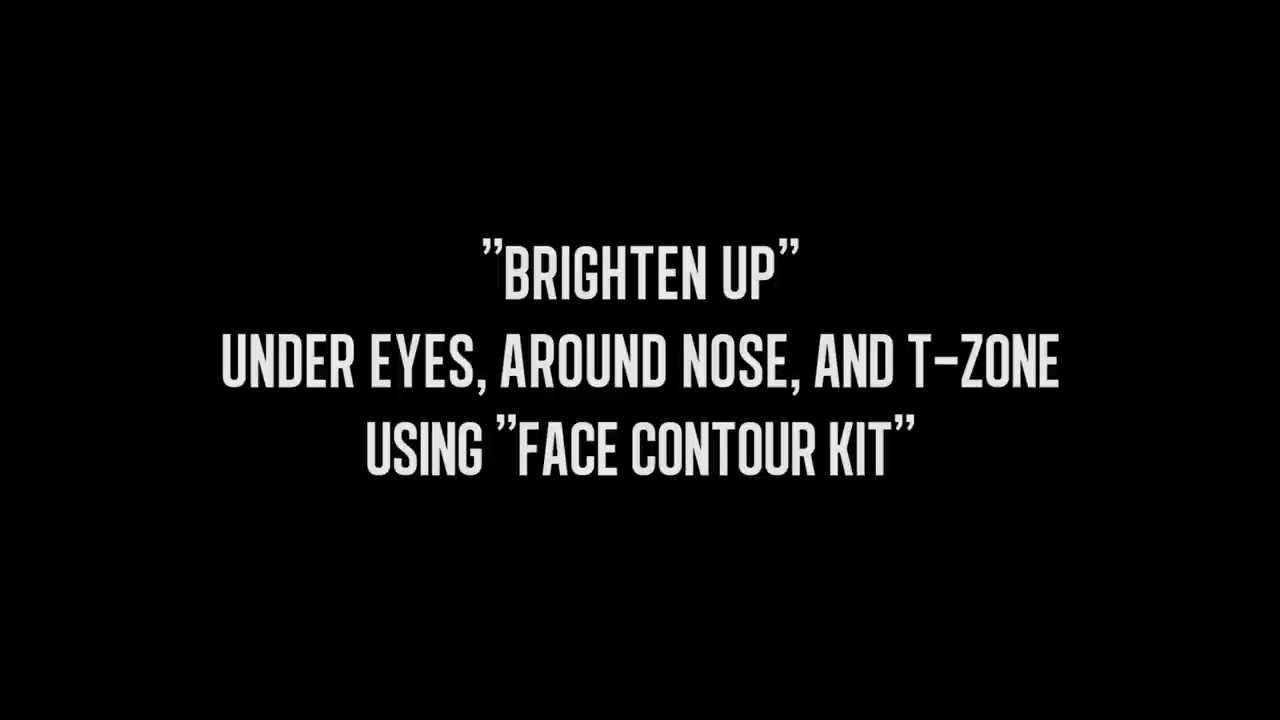 ”BRIGHTEN UP”
UNDER EYES, AROUND NOSE, AND T-ZONE
USING ”FACE CONTOUR KIT”